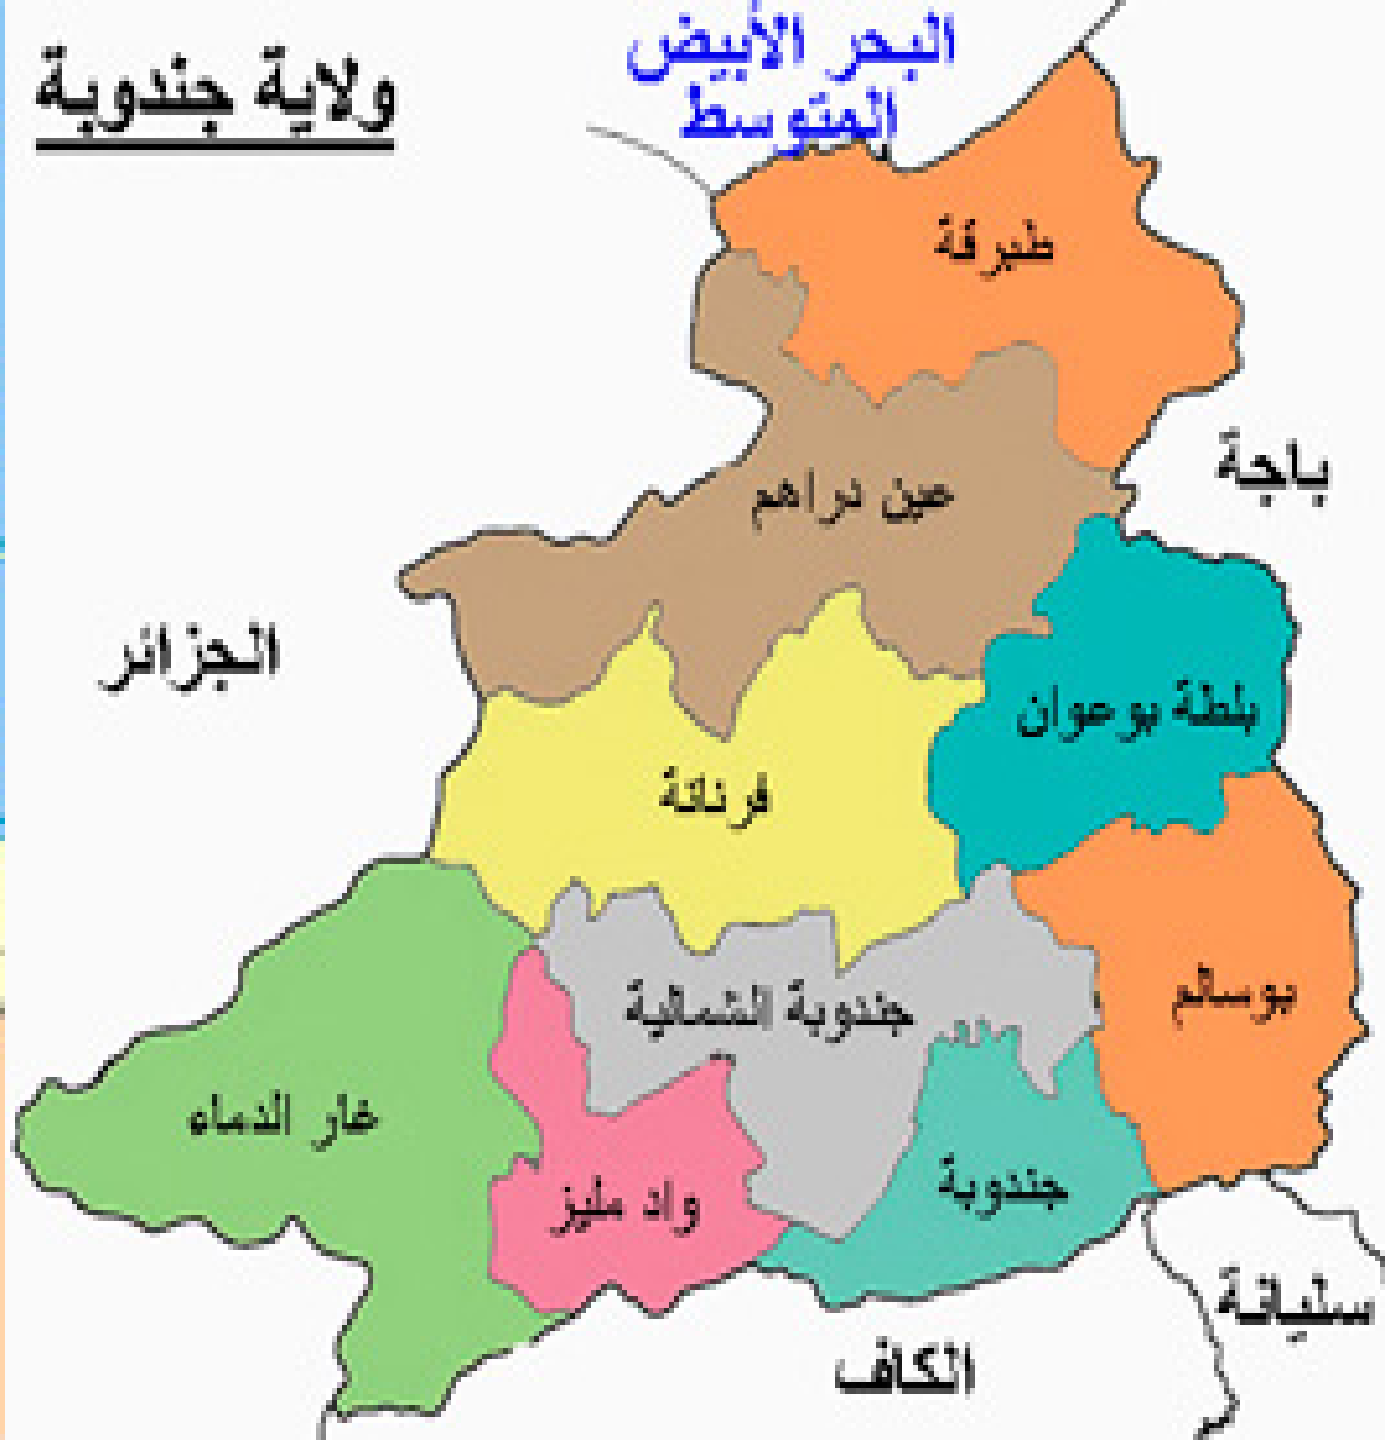 ولاية جندوبة
البحر الأبيض
المتوسط
طبرقة
باجة
عين دراهم
الجزائر
بلطة بوعوان
فرنانة
بوسالم
جندوبة الشمالية
غار الدماء
جندوبة
واد مليز
سليانة
الكاف